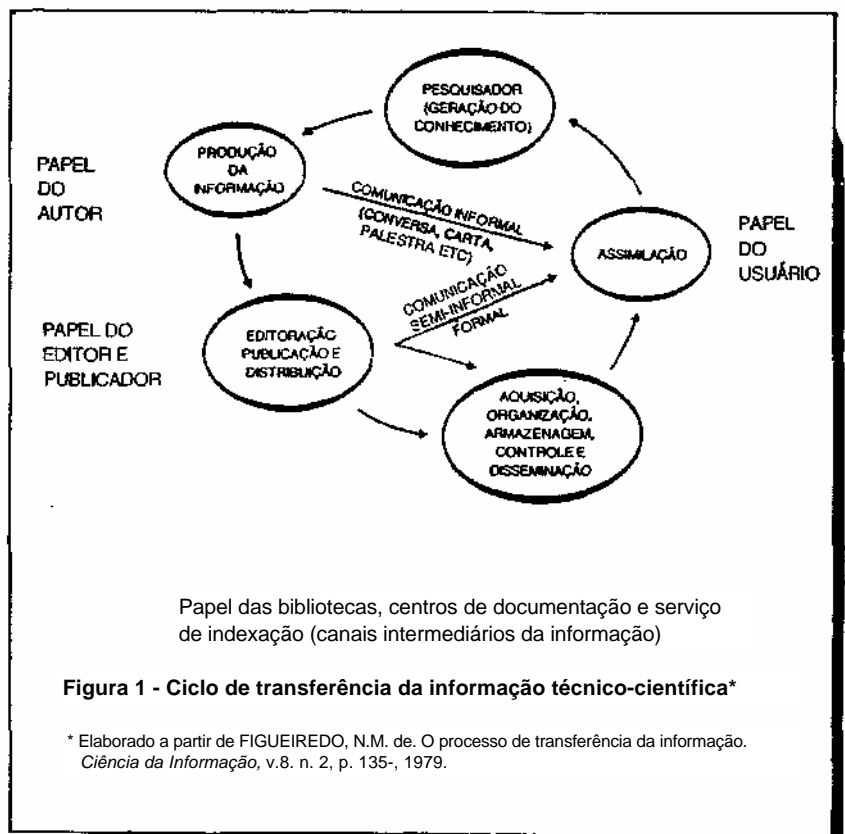 PESQUISADOR
(GERAÇÃO DO
CONHECIMENTO)
PRODUÇÃO
DA
INFORMAÇÃO
PAPEL
DO
AUTOR
COMUNICAÇÃO INFORMAL
(CONVERSA, CARTA,
PALESTRA ETC)
ASSIMILAÇÃO
PAPEL
DO
USUÁRIO
COMUNICAÇÃO
SEMI-INFORMAL
FORMAL
PAPEL DO
EDITOR E
PUBLICADOR
EDITORAÇÃO
PUBLICAÇÃO E
DISTRIBUIÇÃO
AQUISIÇÃO,
ORGANIZAÇÃO,
ARMAZENAGEM,
CONTROLE E
DISSEMINAÇÃO
Papel das bibliotecas, centros de documentação e serviço
de indexação (canais intermediários da informação)
Figura 1 - Ciclo de transferência da informação técnico-científica*
* Elaborado a partir de FIGUEIREDO, N.M. de. O processo de transferência da informação.
Ciência da Informação, v.8. n. 2, p. 135-, 1979.